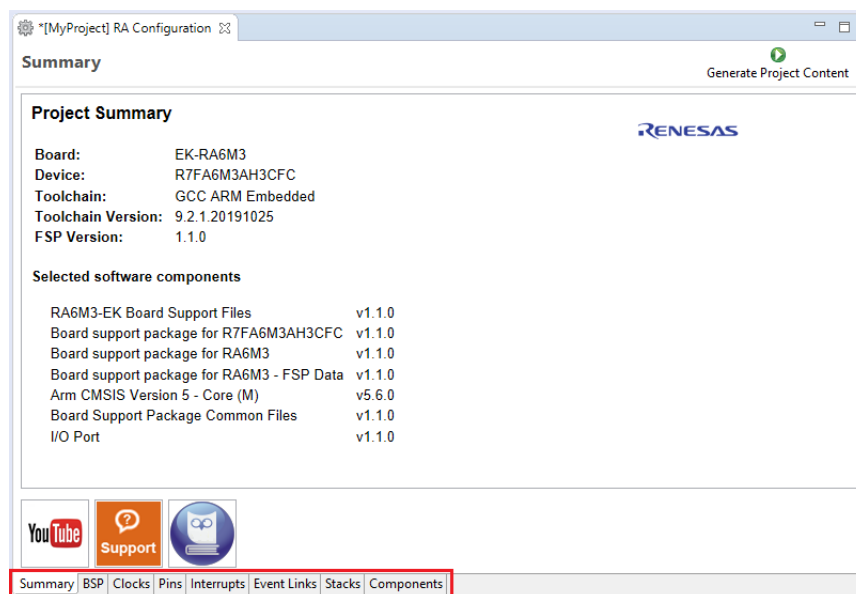 *[MyProject] RA Configuration
Summary
Generate Project Content
Project Summary
RENESAS
Board: EK-RA6M3
Device: R7FA6M3AH3CFC
Toolchain: GCC ARM Embedded
Toolchain Version: 9.2.1.20191025
FSP Version: 1.1.0
Selected software components
RA6M3-EK Board Support Files v1.1.0
Board support package for R7FA6M3AH3CFC v1.1.0
Board support package for RA6M3 v1.1.0
Board support package for RA6M3 - FSP Data v1.1.0
Arm CMSIS Version 5 - Core (M) v5.6.0
Board Support Package Common Files v1.1.0
I/O Port v1.1.0
YouTube
?
Support
Summary BSP Clocks Pins Interrupts Event Links Stacks Components